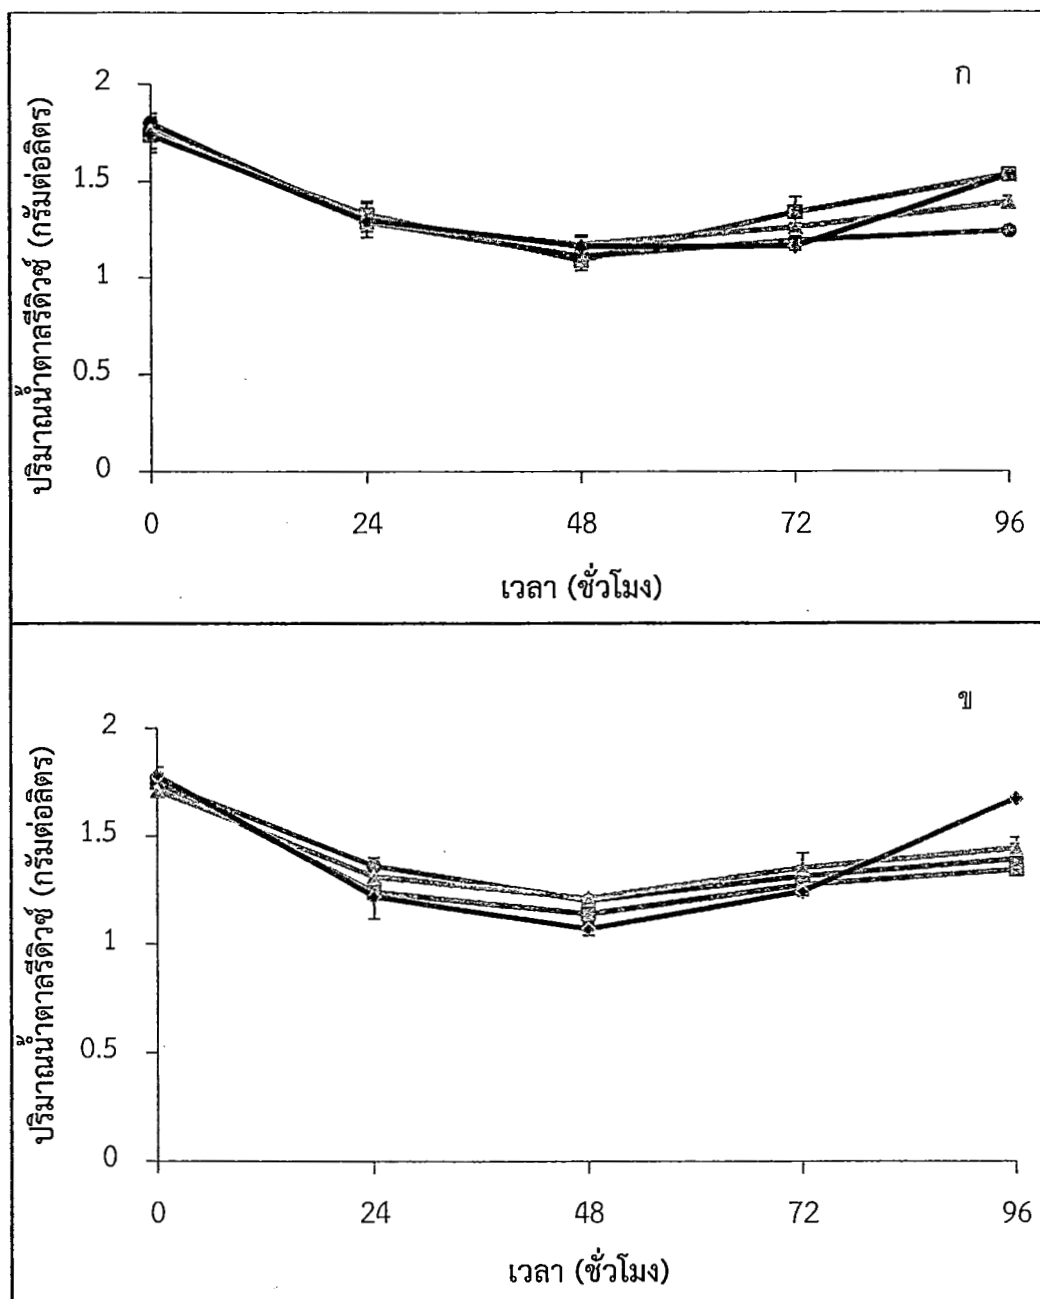 ก
ปริมาณน้ำตาลรีดิวซ์ (กรัมต่อลิตร)
2
1.5
1
0.5
0
0 24 48 72 96
เวลา (ชั่วโมง)
ข
ปริมาณน้ำตาลรีดิวซ์ (กรัมต่อลิตร)
2
1.5
1
0.5
0
0 24 48 72 96
เวลา (ชั่วโมง)